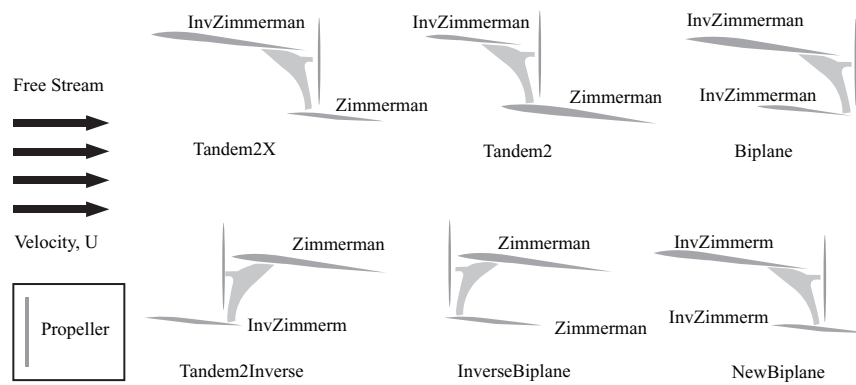 InvZimmerman
InvZimmerman
InvZimmerman
Free Stream
Zimmerman
Zimmerman
InvZimmerman
Tandem2X
Tandem2
Biplane
Velocity, U
Zimmerman
Zimmerman
InvZimmerm
Propeller
InvZimmerm
Zimmerman
InvZimmerm
Tandem2Inverse
InverseBiplane
NewBiplane